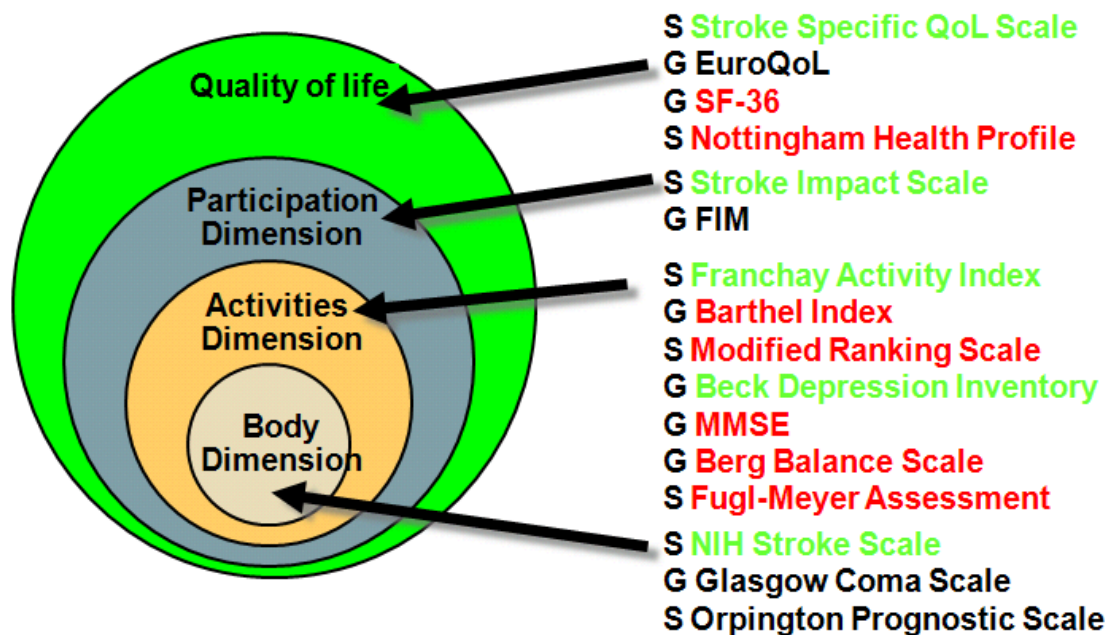 Quality of life
Participation
Dimension
Activities
Dimension
Body
Dimension
S Stroke Specific QoL Scale
G EuroQoL
G SF-36
S Nottingham Health Profile
S Stroke Impact Scale
G FIM
S Franchay Activity Index
G Barthel Index
S Modified Ranking Scale
G Beck Depression Inventory
G MMSE
G Berg Balance Scale
S Fugl-Meyer Assessment
S NIH Stroke Scale
G Glasgow Coma Scale
S Orpington Prognostic Scale